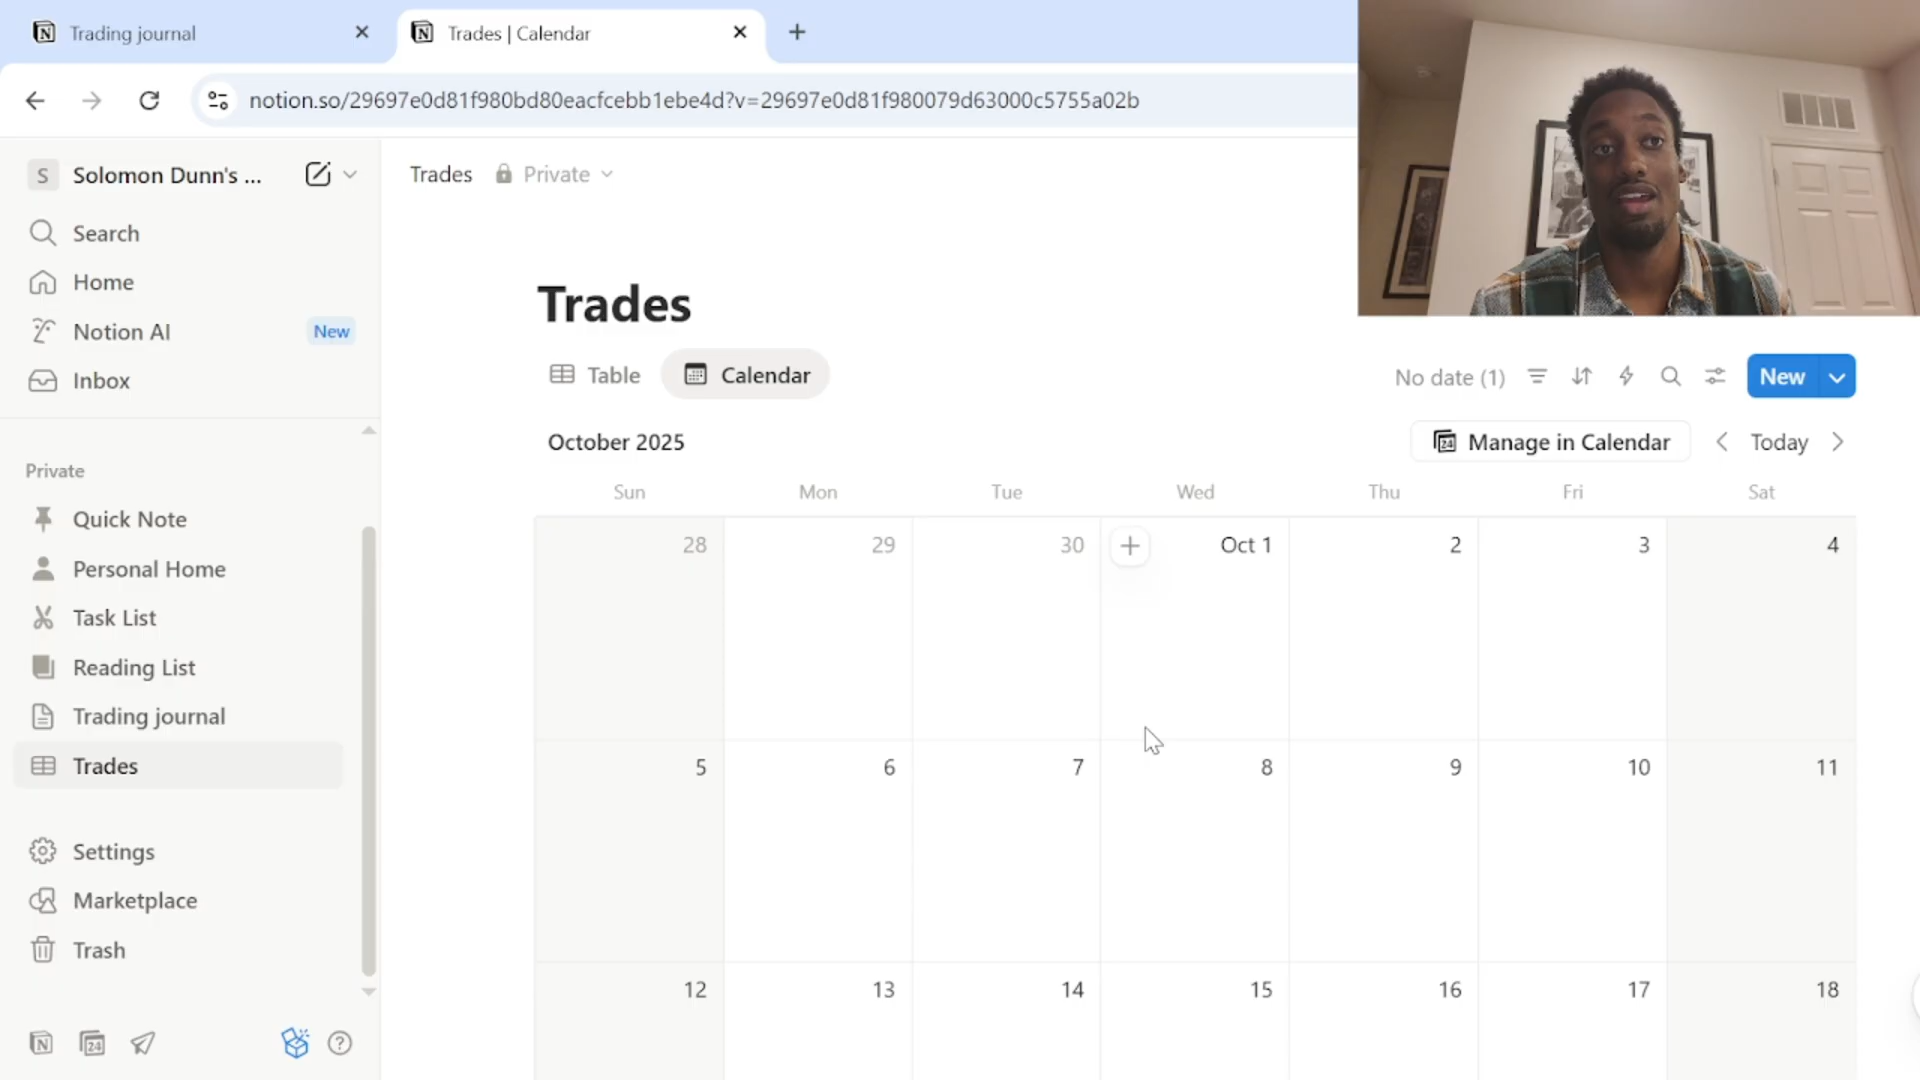 Trading journal
Trades | Calendar
notion.so/29697e0d81f980bd80eacfcebb1ebe4d?v=29697e0d81f980079d63000c5755a02b
S Solomon Dunn's ...
Search
Home
Notion AI New
Inbox
Private
Quick Note
Personal Home
Task List
Reading List
Trading journal
Trades
Settings
Marketplace
Trash
24
Trades Private
Trades
Table Calendar
No date (1) New
October 2025
24 Manage in Calendar Today
Sun Mon Tue Wed Thu Fri Sat
28 29 30 Oct 1 2 3 4
5 6 7 8 9 10 11
12 13 14 15 16 17 18